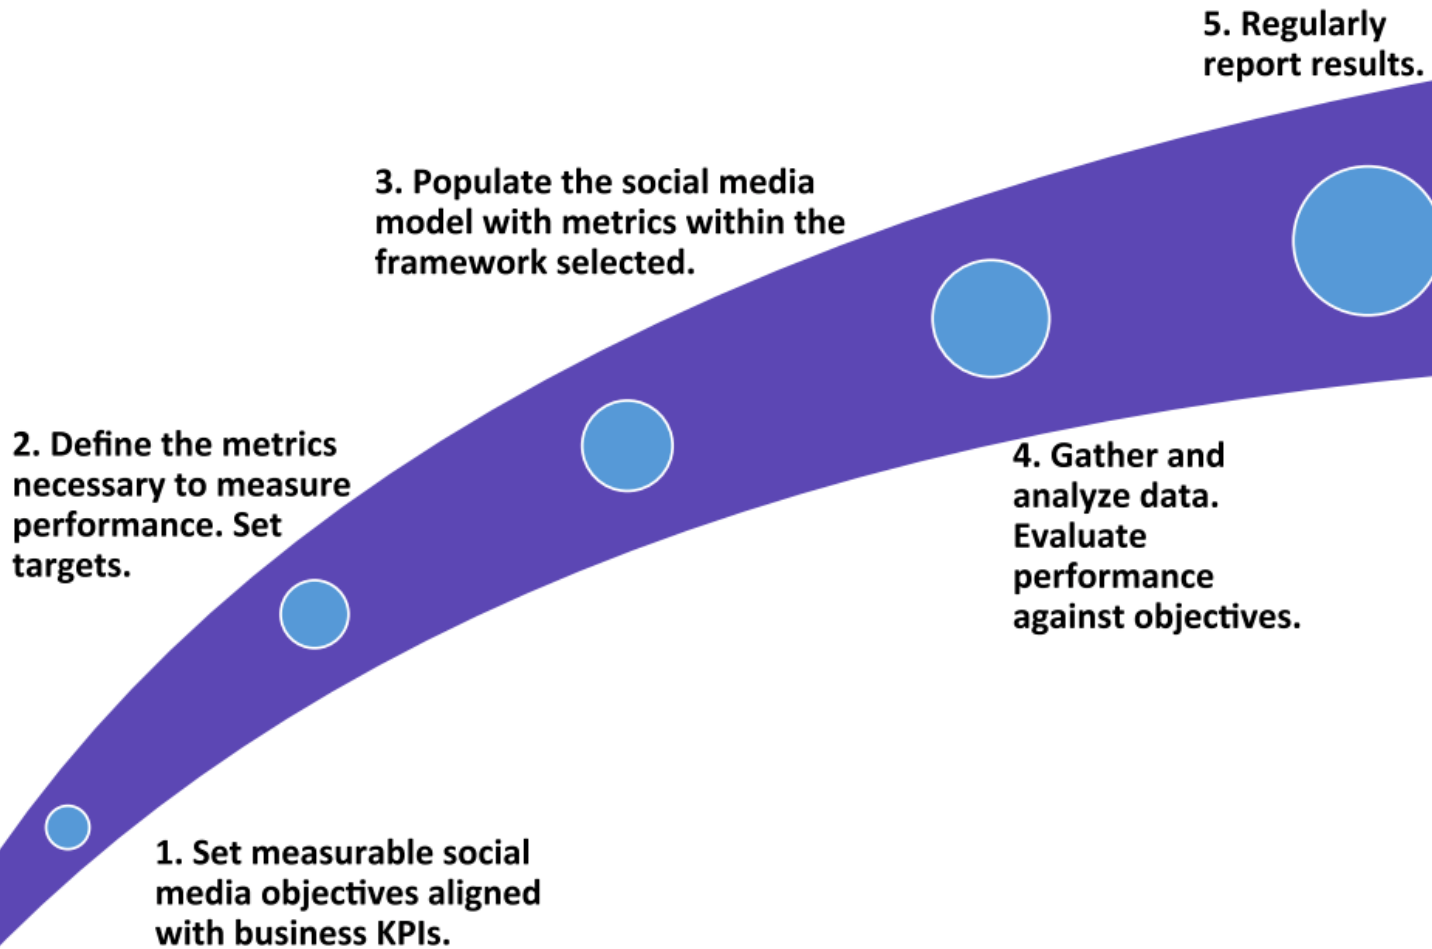 5. Regularly
report results.
3. Populate the social media
model with metrics within the
framework selected.
2. Define the metrics
necessary to measure
performance. Set
targets.
4. Gather and
analyze data.
Evaluate
performance
against objectives.
1. Set measurable social
media objectives aligned
with business KPIs.